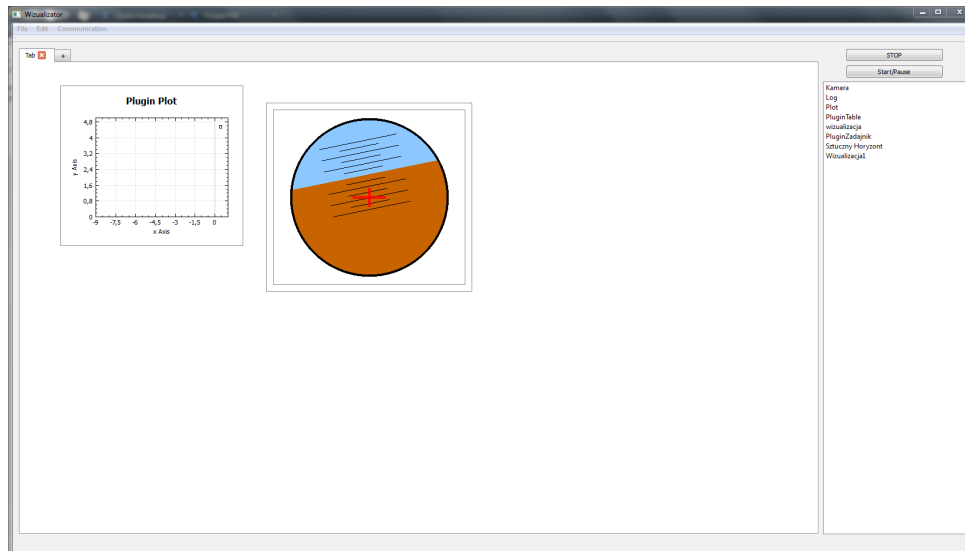 Wizualizator
File Edit Communication
Tab +
STOP
Start/Pause
Plugin Plot
4,8
4
3,2
2,4
1,6
0,8
0
y Axis
-9 -7,5 -6 -4,5 -3 -1,5 0
x Axis
Kamera
Log
Plot
PluginTable
wizualizacja
PluginZadajnik
Sztuczny Horyzont
Wizualizacja1